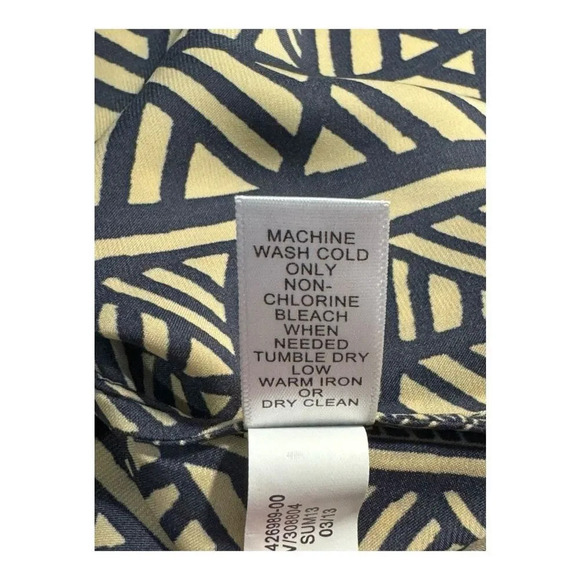 MACHINE
WASH COLD
ONLY
NON-
CHLORINE
BLEACH
WHEN
NEEDED
TUMBLE DRY
LOW
WARM IRON
OR
DRY CLEAN
426989-00
V/308804
SUM13
03/13